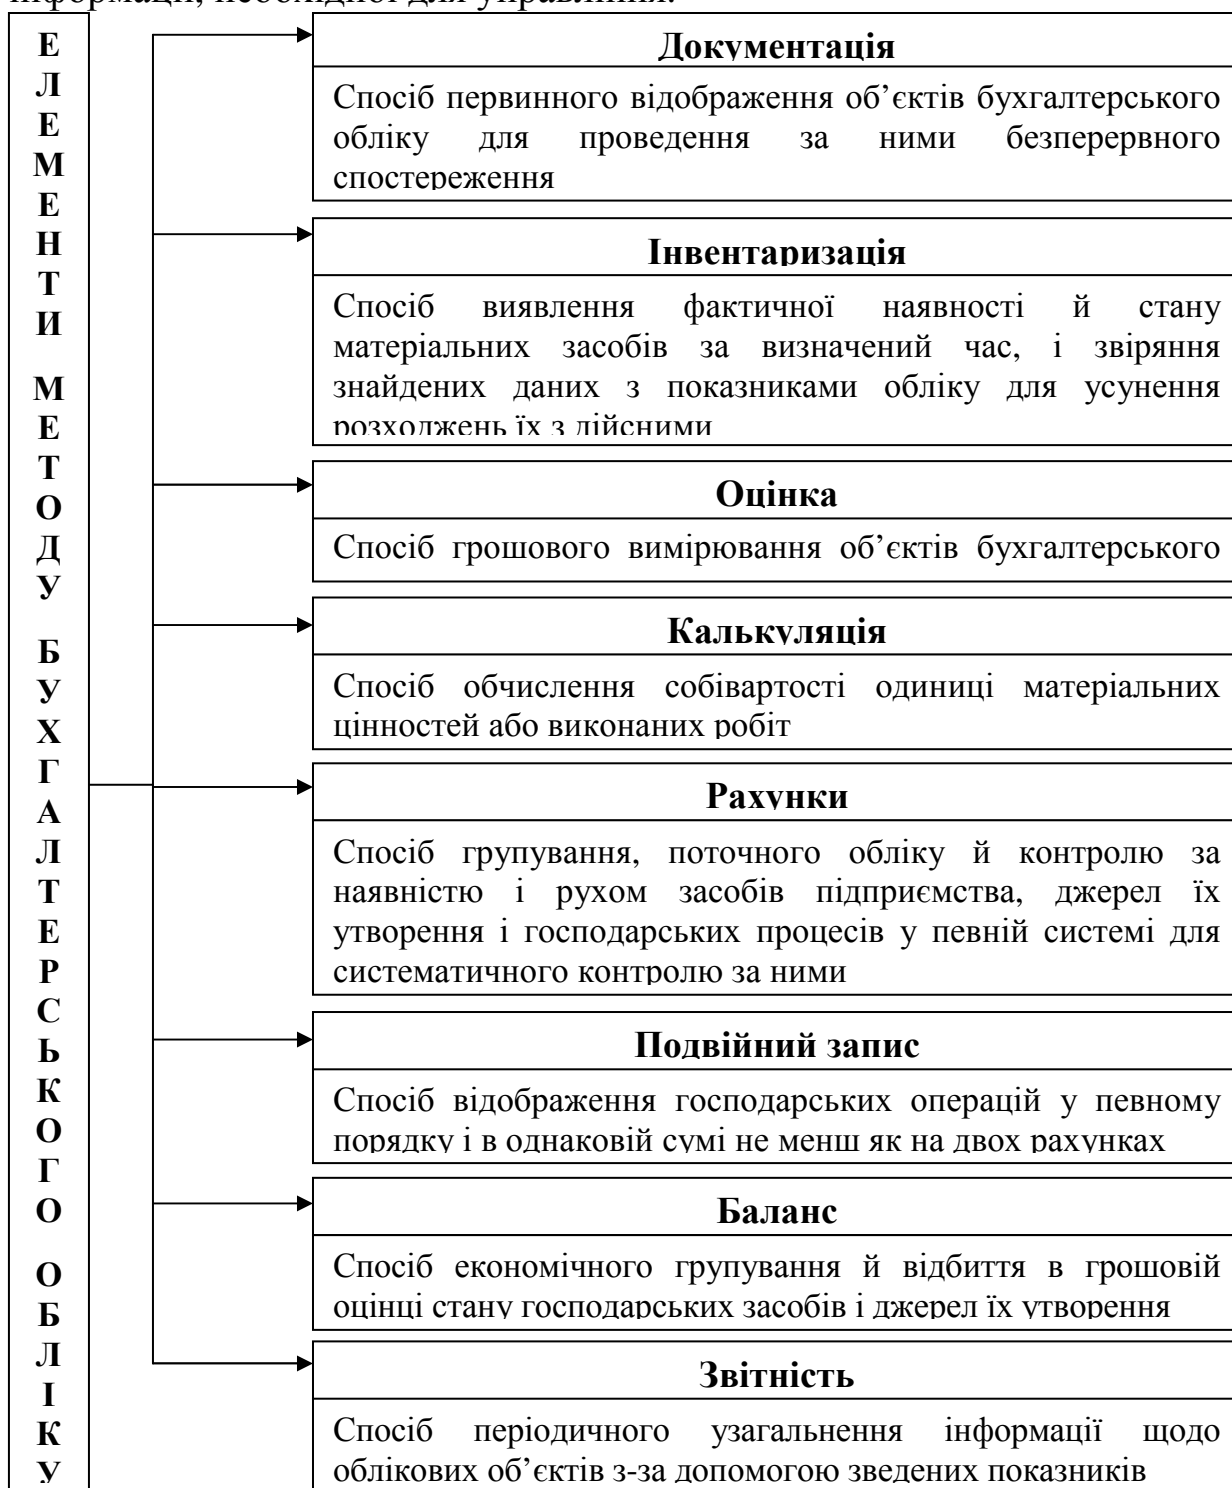 інформації, необхідної для управління.
ЕЛЕМЕНТИ МЕТОДУ БУХГАЛТЕРСЬКОГО ОБЛІКУ
Документація
Спосіб первинного відображення об’єктів бухгалтерського
обліку для проведення за ними безперервного
спостереження
Інвентаризація
Спосіб виявлення фактичної наявності й стану
матеріальних засобів за визначений час, і звіряння
знайдених даних з показниками обліку для усунення
розходжень їх з дійсними
Оцінка
Спосіб грошового вимірювання об’єктів бухгалтерського
Калькуляція
Спосіб обчислення собівартості одиниці матеріальних
цінностей або виконаних робіт
Рахунки
Спосіб групування, поточного обліку й контролю за
наявністю і рухом засобів підприємства, джерел їх
утворення і господарських процесів у певній системі для
систематичного контролю за ними
Подвійний запис
Спосіб відображення господарських операцій у певному
порядку і в однаковій сумі не менш як на двох рахунках
Баланс
Спосіб економічного групування й відбиття в грошовій
оцінці стану господарських засобів і джерел їх утворення
Звітність
Спосіб періодичного узагальнення інформації щодо
облікових об’єктів з-за допомогою зведених показників